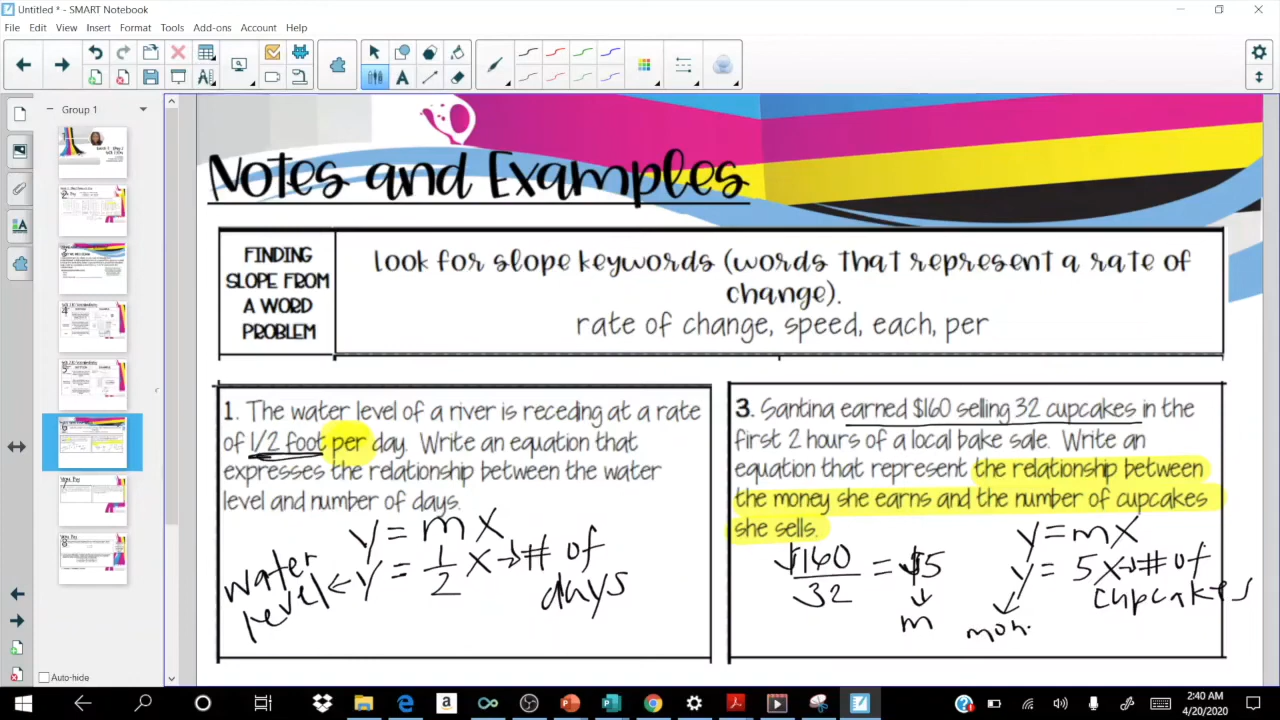 Untitled * - SMART Notebook
File Edit View Insert Format Tools Add-ons Account Help
Group 1
Notes and Examples
FINDING
SLOPE FROM
A WORD
PROBLEM
look for slope keywords (words that represent a rate of
change).
rate of change, speed, each, per
1. The water level of a river is receding at a rate
of 1/2 foot per day. Write an equation that
expresses the relationship between the water
level and number of days.
y = mx
water level ← y = 1/2 x → # of days
3. Santina earned $160 selling 32 cupcakes in the
first 2 hours of a local bake sale. Write an
equation that represent the relationship between
the money she earns and the number of cupcakes
she sells.
y = mx
$160/32 = $5
↓
m
y = 5x → # of
cupcakes
mon.
Auto-hide
2:40 AM
4/20/2020